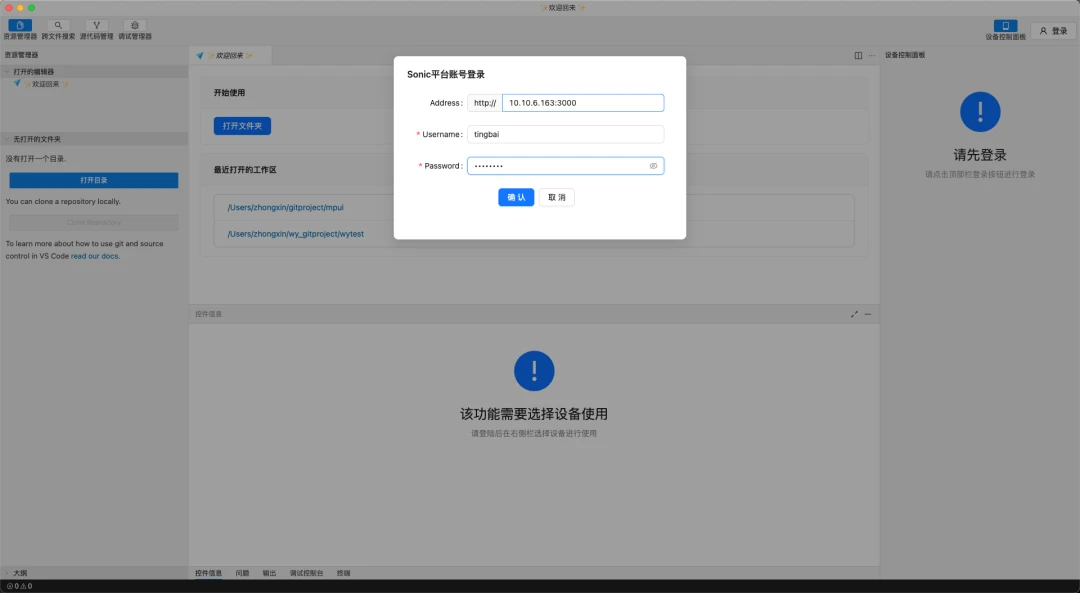 ✨欢迎回来 ✨
资源管理器 跨文件搜索 源代码管理 调试管理器
设备控制面板
登录
资源管理器
打开的编辑器
✨欢迎回来 ✨
无打开的文件夹
没有打开一个目录.
打开目录
You can clone a repository locally.
Clone Repository
To learn more about how to use git and source
control in VS Code read our docs.
大纲
✨欢迎回来 ✨
开始使用
打开文件夹
最近打开的工作区
/Users/zhongxin/gitproject/mpui
/Users/zhongxin/wy_gitproject/wytest
Sonic平台账号登录
Address: http:// 10.10.6.163:3000
* Username: tingbai
* Password: ••••••••
确 认 取 消
控件信息
该功能需要选择设备使用
请登陆后在右侧栏选择设备进行使用
控件信息 问题 输出 调试控制台 终端
设备控制面板
请先登录
请点击顶部栏登录按钮进行登录
0 0